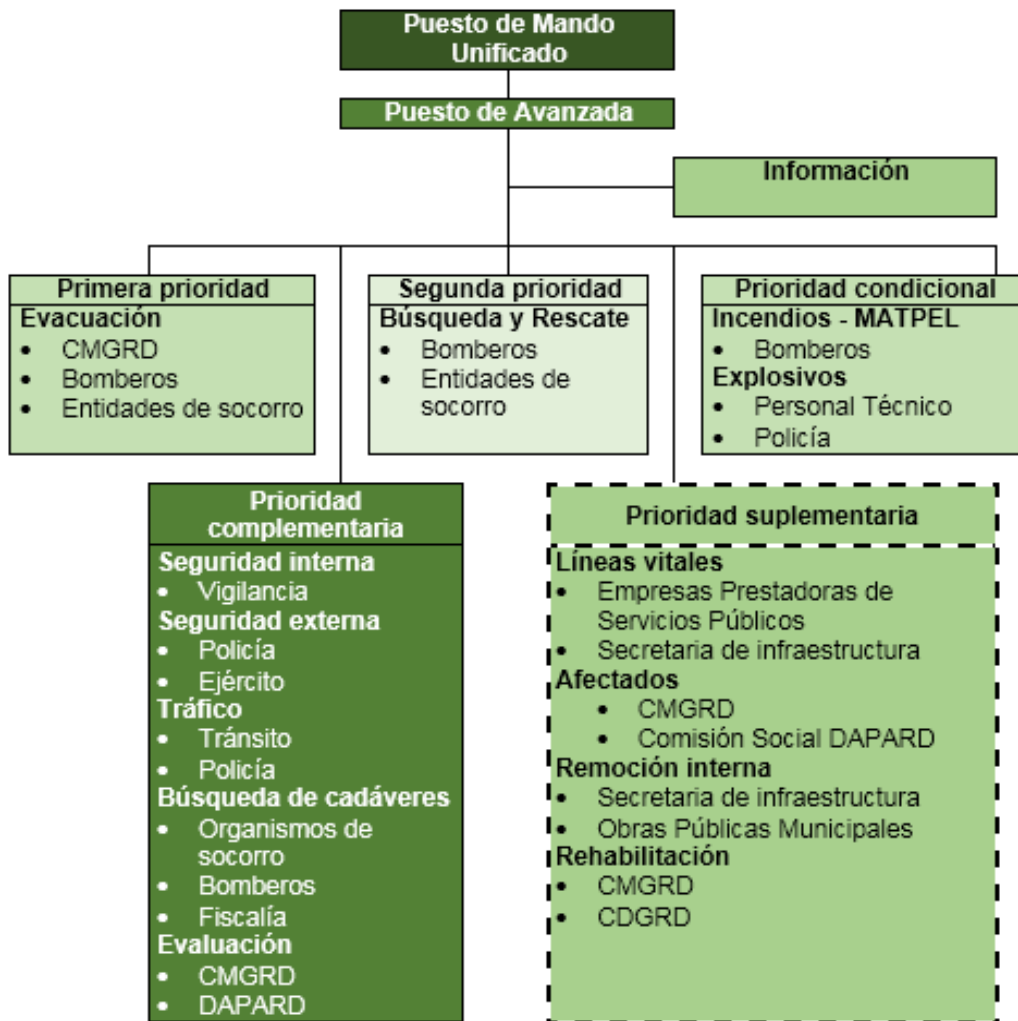 Puesto de Mando
Unificado
Puesto de Avanzada
Información
Primera prioridad
Evacuación
• CMGRD
• Bomberos
• Entidades de socorro
Segunda prioridad
Búsqueda y Rescate
• Bomberos
• Entidades de
socorro
Prioridad condicional
Incendios - MATPEL
• Bomberos
Explosivos
• Personal Técnico
• Policía
Prioridad
complementaria
Seguridad interna
• Vigilancia
Seguridad externa
• Policía
• Ejército
Tráfico
• Tránsito
• Policía
Búsqueda de cadáveres
• Organismos de
socorro
• Bomberos
• Fiscalía
Evaluación
• CMGRD
• DAPARD
Prioridad suplementaria
Líneas vitales
• Empresas Prestadoras de
Servicios Públicos
• Secretaria de infraestructura
Afectados
• CMGRD
• Comisión Social DAPARD
Remoción interna
• Secretaria de infraestructura
• Obras Públicas Municipales
Rehabilitación
• CMGRD
• CDGRD